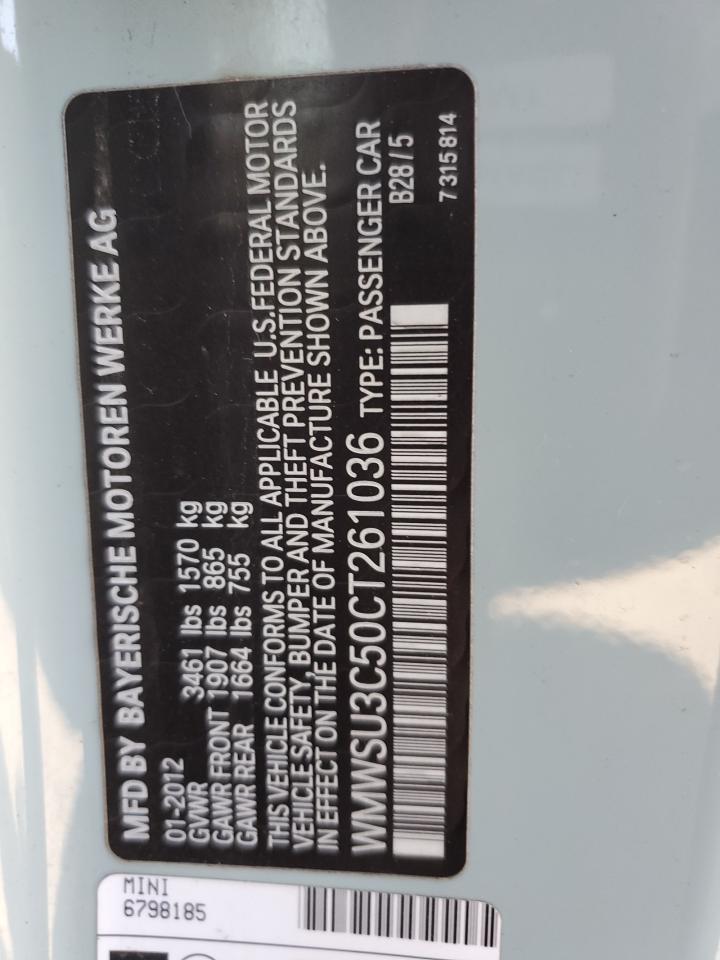 MFD BY BAYERISCHE MOTOREN WERKE AG
01-2012
GVWR 3461 lbs 1570 kg
GAWR FRONT 1907 lbs 865 kg
GAWR REAR 1664 lbs 755 kg
THIS VEHICLE CONFORMS TO ALL APPLICABLE U.S.FEDERAL MOTOR
VEHICLE SAFETY, BUMPER AND THEFT PREVENTION STANDARDS
IN EFFECT ON THE DATE OF MANUFACTURE SHOWN ABOVE.
WMWSU3C50CT261036 TYPE: PASSENGER CAR
B28/5
7 315 814
MINI
6798185